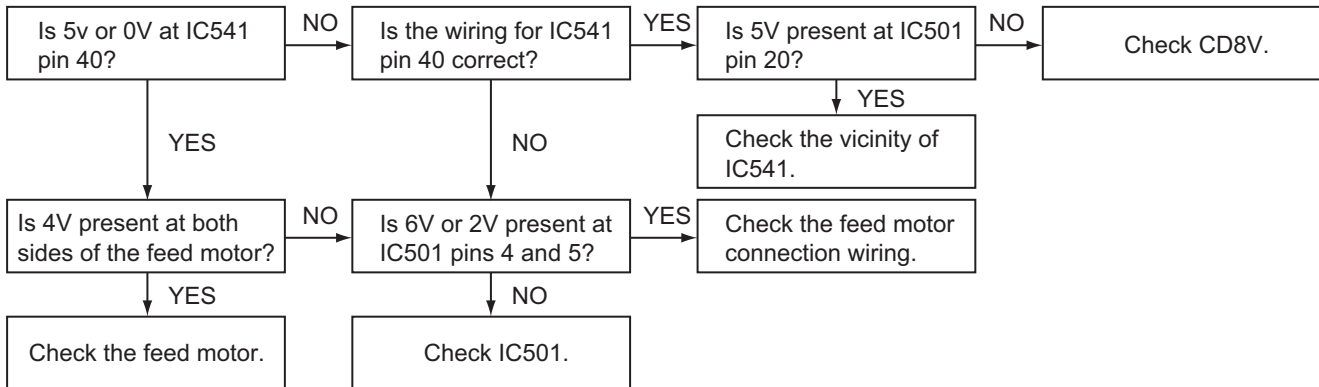 Is 5v or 0V at IC541
pin 40?
NO
Is the wiring for IC541
pin 40 correct?
YES
Is 5V present at IC501
pin 20?
NO
Check CD8V.
YES
NO
YES
Check the vicinity of
IC541.
Is 4V present at both
sides of the feed motor?
NO
Is 6V or 2V present at
IC501 pins 4 and 5?
YES
Check the feed motor
connection wiring.
YES
NO
Check the feed motor.
Check IC501.